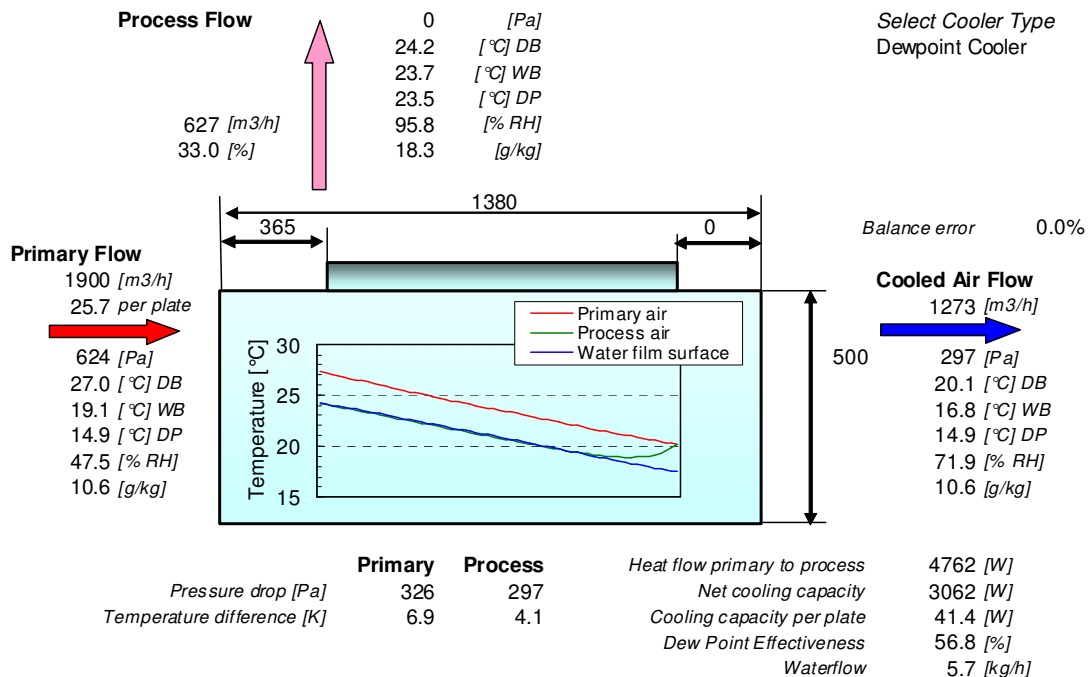 Process Flow
0 [Pa]
24.2 [°C] DB
23.7 [°C] WB
23.5 [°C] DP
627 [m3/h] 95.8 [% RH]
33.0 [%] 18.3 [g/kg]
Select Cooler Type
Dewpoint Cooler
1380
365
0
Balance error 0.0%
Primary Flow
1900 [m3/h]
25.7 per plate
624 [Pa]
27.0 [°C] DB
19.1 [°C] WB
14.9 [°C] DP
47.5 [% RH]
10.6 [g/kg]
Primary air
Process air
Water film surface
Temperature [°C]
30
25
20
15
500
Cooled Air Flow
1273 [m3/h]
297 [Pa]
20.1 [°C] DB
16.8 [°C] WB
14.9 [°C] DP
71.9 [% RH]
10.6 [g/kg]
Primary Process
Pressure drop [Pa] 326 297
Temperature difference [K] 6.9 4.1
Heat flow primary to process 4762 [W]
Net cooling capacity 3062 [W]
Cooling capacity per plate 41.4 [W]
Dew Point Effectiveness 56.8 [%]
Waterflow 5.7 [kg/h]